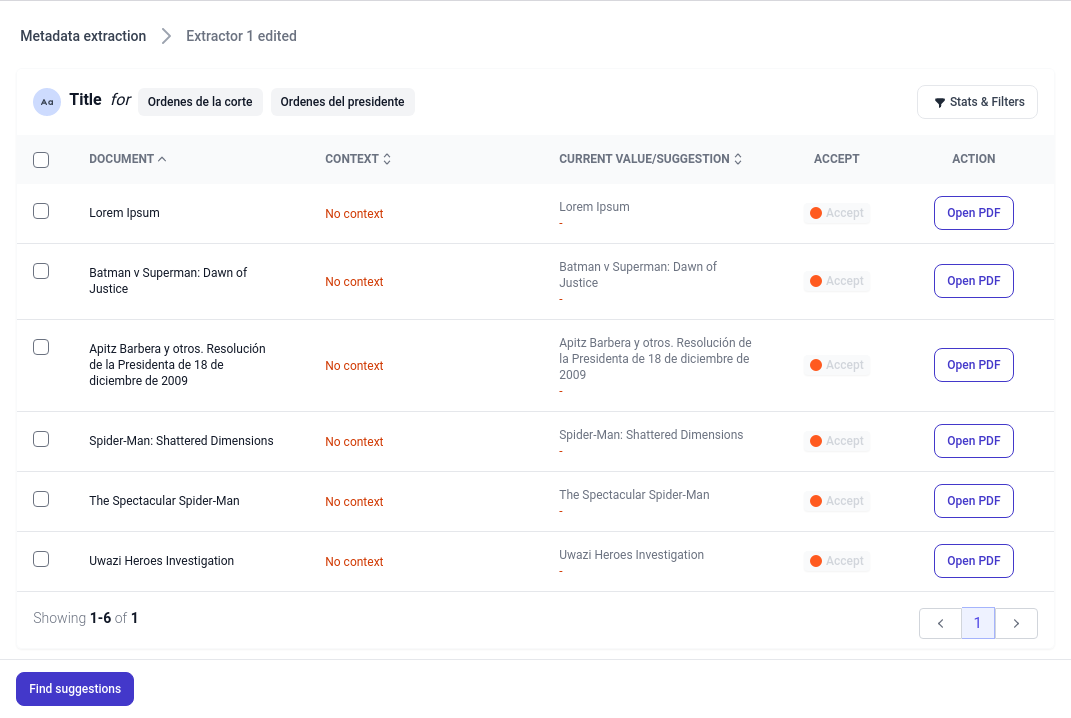 Metadata extraction Extractor 1 edited
Aa Title for Ordenes de la corte Ordenes del presidente Stats & Filters
DOCUMENT CONTEXT CURRENT VALUE/SUGGESTION ACCEPT ACTION
Lorem Ipsum No context Lorem Ipsum Accept Open PDF
-
Batman v Superman: Dawn of Batman v Superman: Dawn of
Justice No context Justice Accept Open PDF
-
Apitz Barbera y otros. Resolución Apitz Barbera y otros. Resolución de
de la Presidenta de 18 de No context la Presidenta de 18 de diciembre de Accept Open PDF
diciembre de 2009 2009
-
Spider-Man: Shattered Dimensions No context Spider-Man: Shattered Dimensions Accept Open PDF
-
The Spectacular Spider-Man No context The Spectacular Spider-Man Accept Open PDF
-
Uwazi Heroes Investigation No context Uwazi Heroes Investigation Accept Open PDF
-
Showing 1-6 of 1 1
Find suggestions